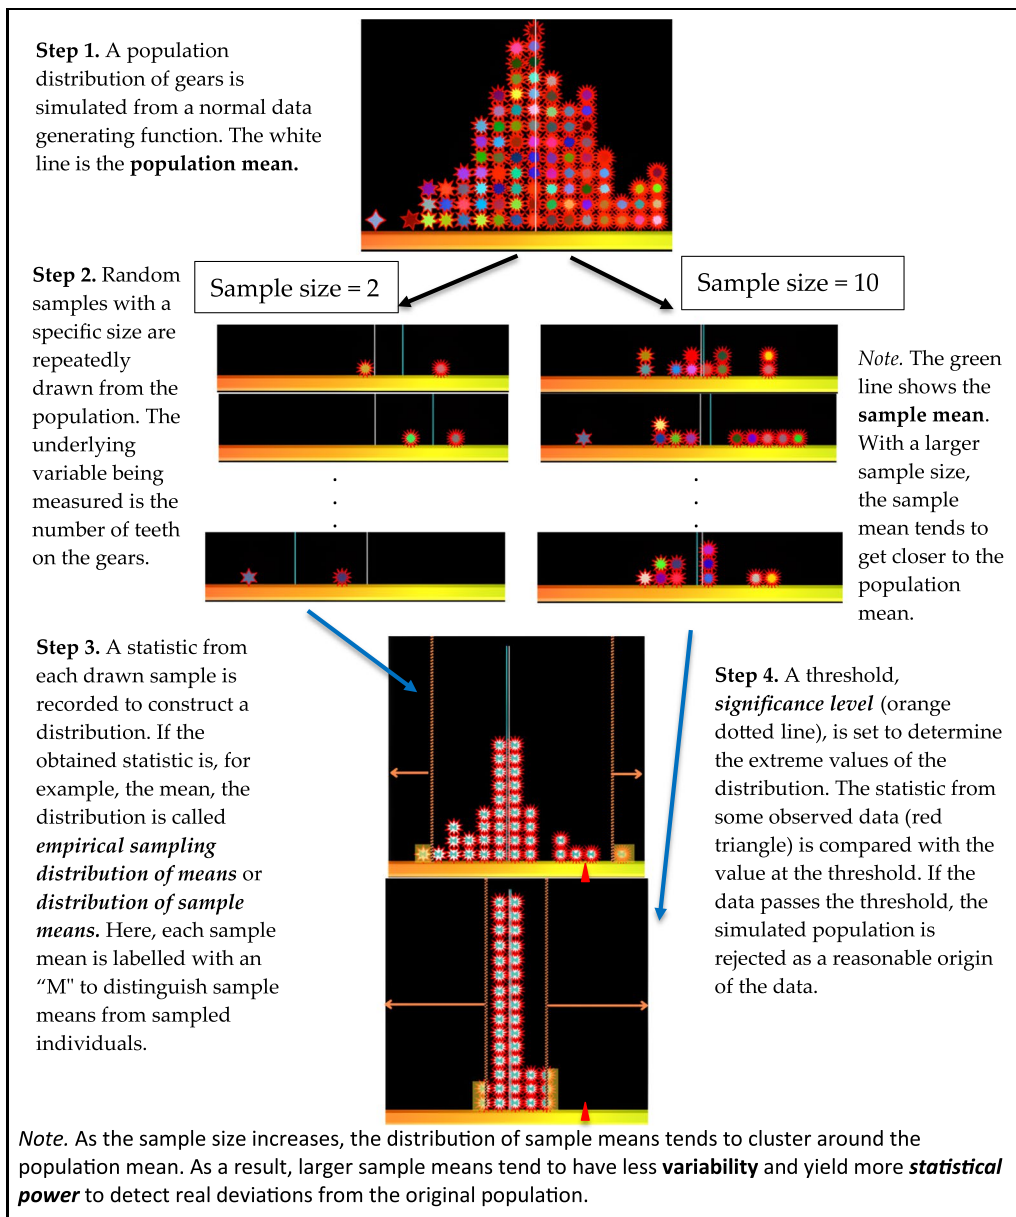 Step 1. A population
distribution of gears is
simulated from a normal data
generating function. The white
line is the population mean.
Step 2. Random
samples with a
specific size are
repeatedly
drawn from the
population. The
underlying
variable being
measured is the
number of teeth
on the gears.
Sample size = 2
Sample size = 10
Note. The green
line shows the
sample mean.
With a larger
sample size,
the sample
mean tends to
get closer to the
population
mean.
Step 3. A statistic from
each drawn sample is
recorded to construct a
distribution. If the
obtained statistic is, for
example, the mean, the
distribution is called
empirical sampling
distribution of means or
distribution of sample
means. Here, each sample
mean is labelled with an
“M" to distinguish sample
means from sampled
individuals.
Step 4. A threshold,
significance level (orange
dotted line), is set to determine
the extreme values of the
distribution. The statistic from
some observed data (red
triangle) is compared with the
value at the threshold. If the
data passes the threshold, the
simulated population is
rejected as a reasonable origin
of the data.
Note. As the sample size increases, the distribution of sample means tends to cluster around the
population mean. As a result, larger sample means tend to have less variability and yield more statistical
power to detect real deviations from the original population.